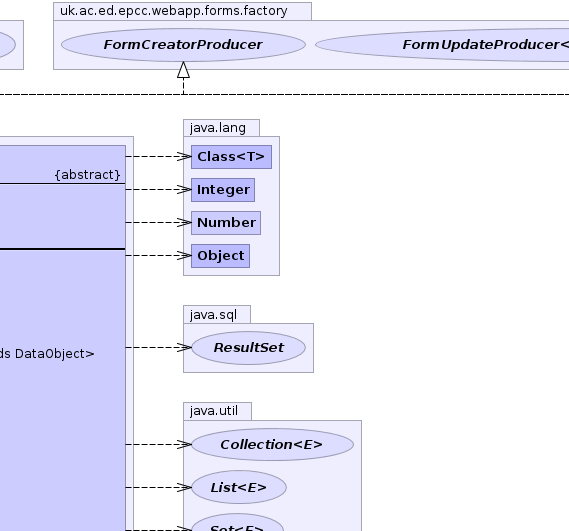 uk.ac.ed.epcc.webapp.forms.factory
FormCreatorProducer
FormUpdateProducer<
java.lang
Class<T>
{abstract}
Integer
Number
Object
java.sql
ds DataObject>
ResultSet
java.util
Collection<E>
List<E>
Set<E>